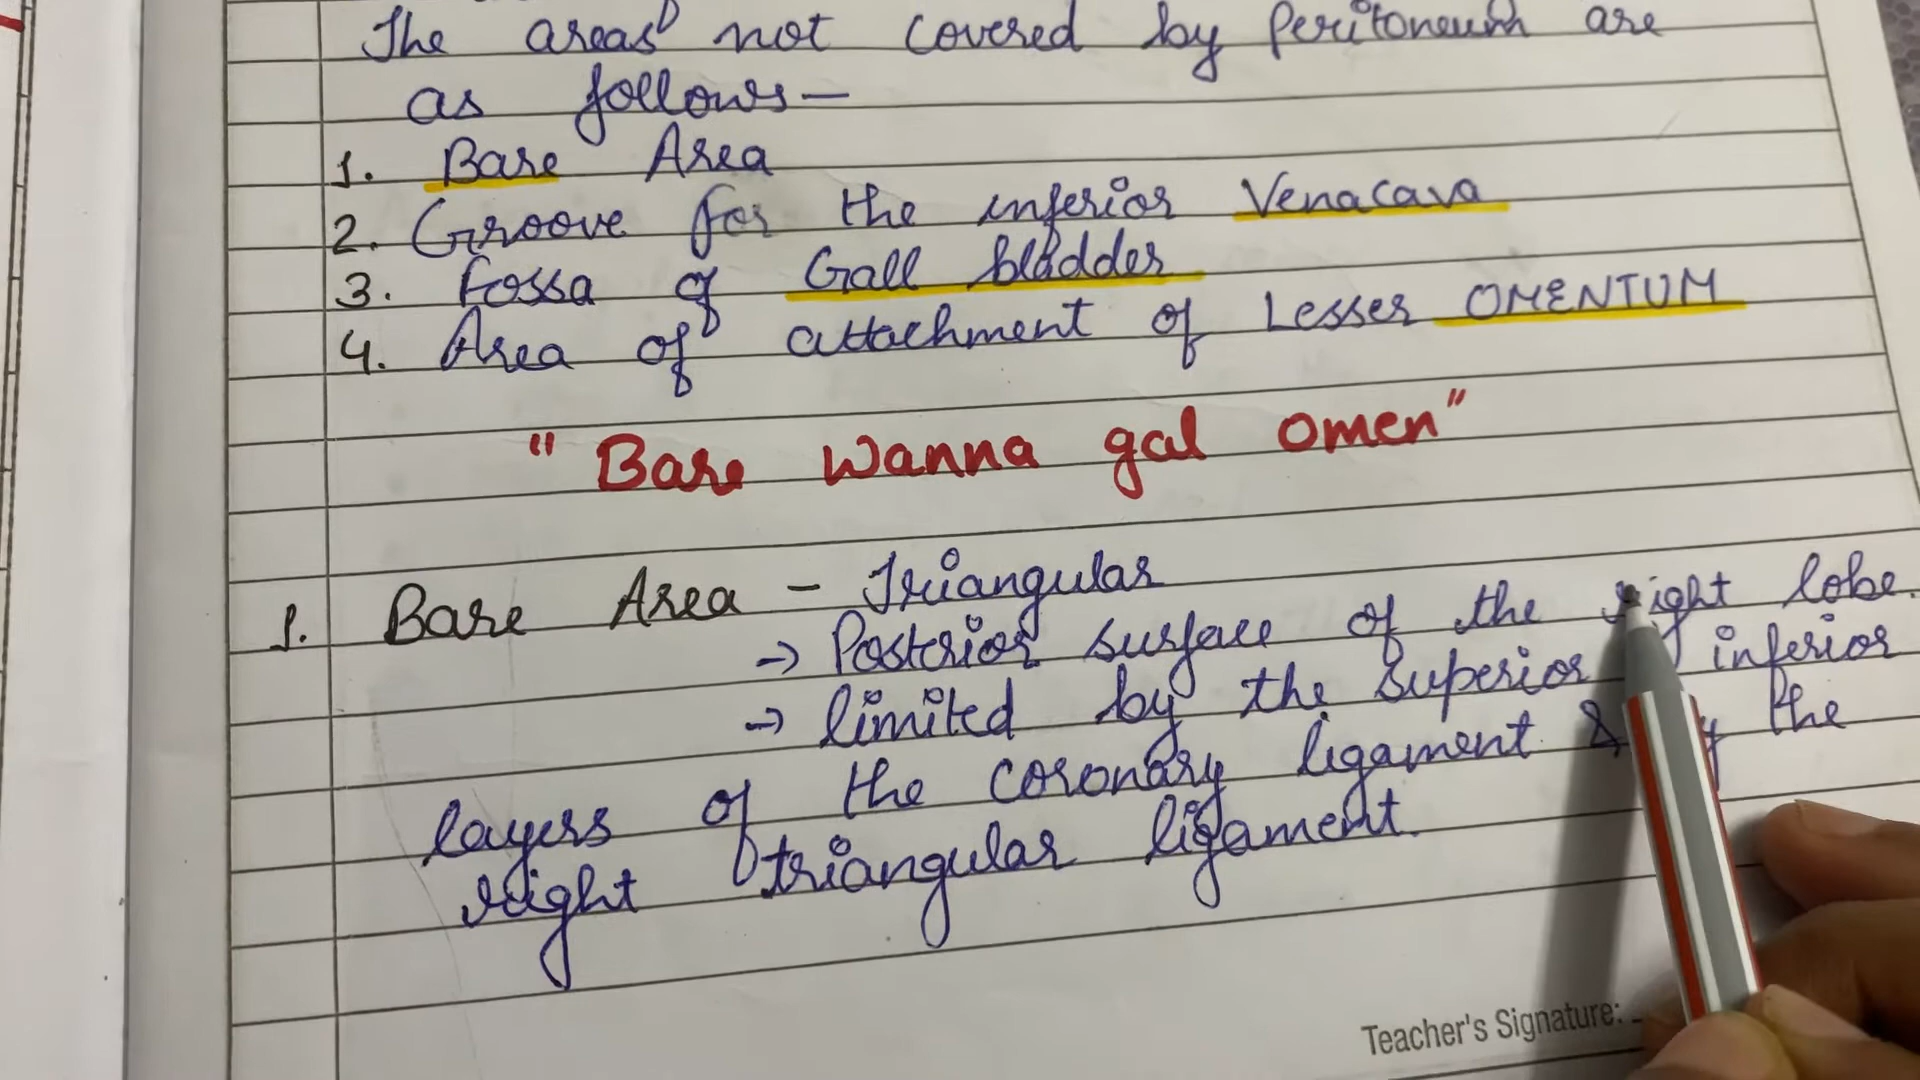 The areas not covered by Peritoneum are
as follows—
1. Bare Area
2. Groove for the inferior Venacava
3. Fossa of Gall bladder
4. Area of attachment of Lesser OMENTUM
"Bare Wanna gal omen"
1. Bare Area - Triangular
→ Posterior surface of the right lobe.
→ limited by the superior inferior
layers of the coronary ligament & the
right triangular ligament.
Teacher's Signature: